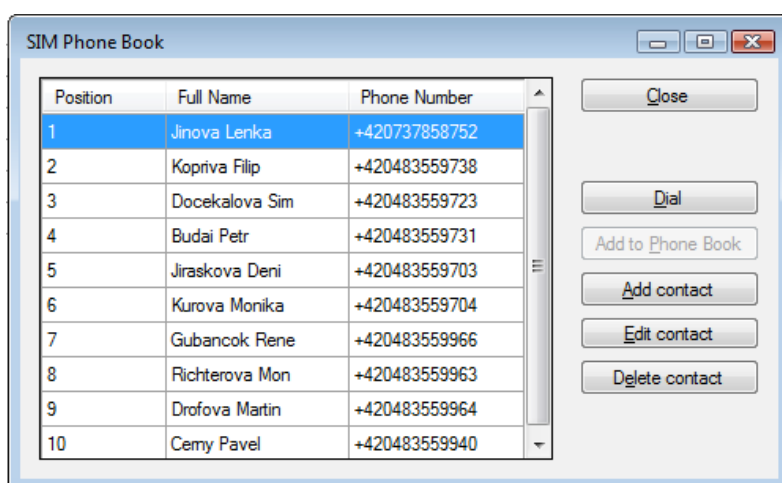 SIM Phone Book
Position Full Name Phone Number
1 Jinova Lenka +420737858752
2 Kopriva Filip +420483559738
3 Docekalova Sim +420483559723
4 Budai Petr +420483559731
5 Jiraskova Deni +420483559703
6 Kurova Monika +420483559704
7 Gubancok Rene +420483559966
8 Richterova Mon +420483559963
9 Drofova Martin +420483559964
10 Cerny Pavel +420483559940
Close
Dial
Add to Phone Book
Add contact
Edit contact
Delete contact